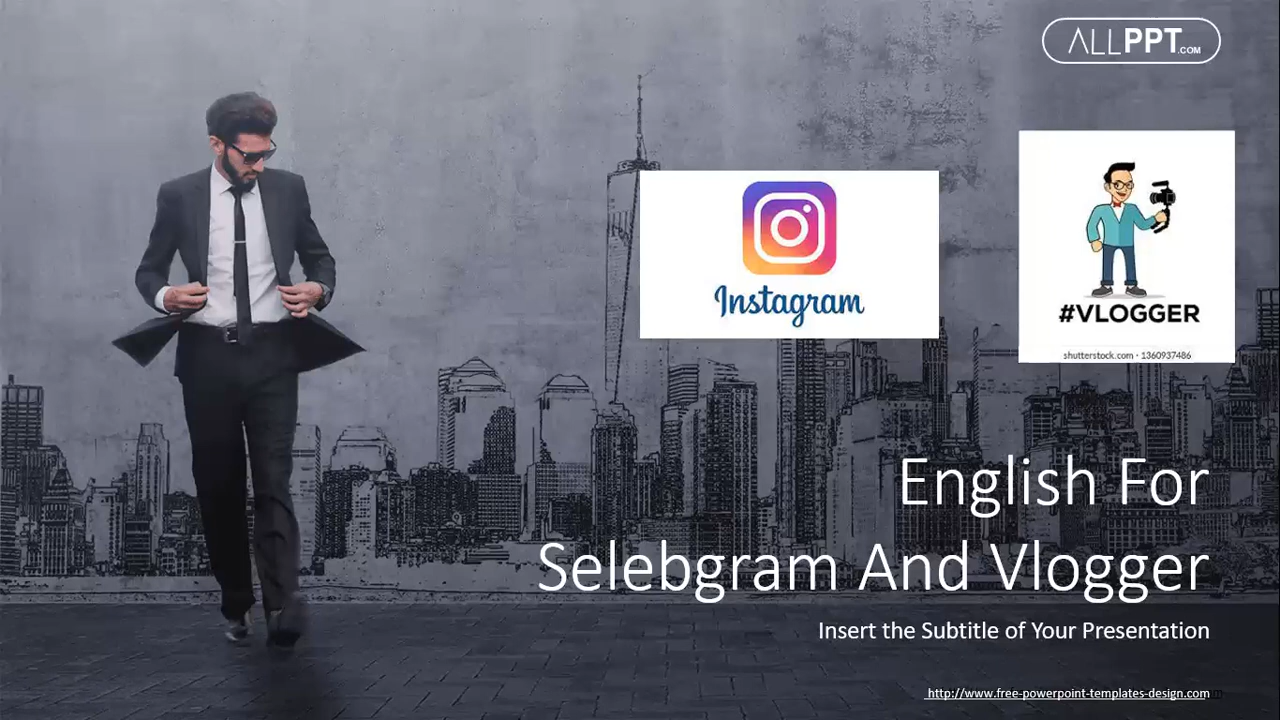 ALLPPT.COM
Instagram
#VLOGGER
shutterstock.com · 1360937486
English For
Selebgram And Vlogger
Insert the Subtitle of Your Presentation
http://www.free-powerpoint-templates-design.com